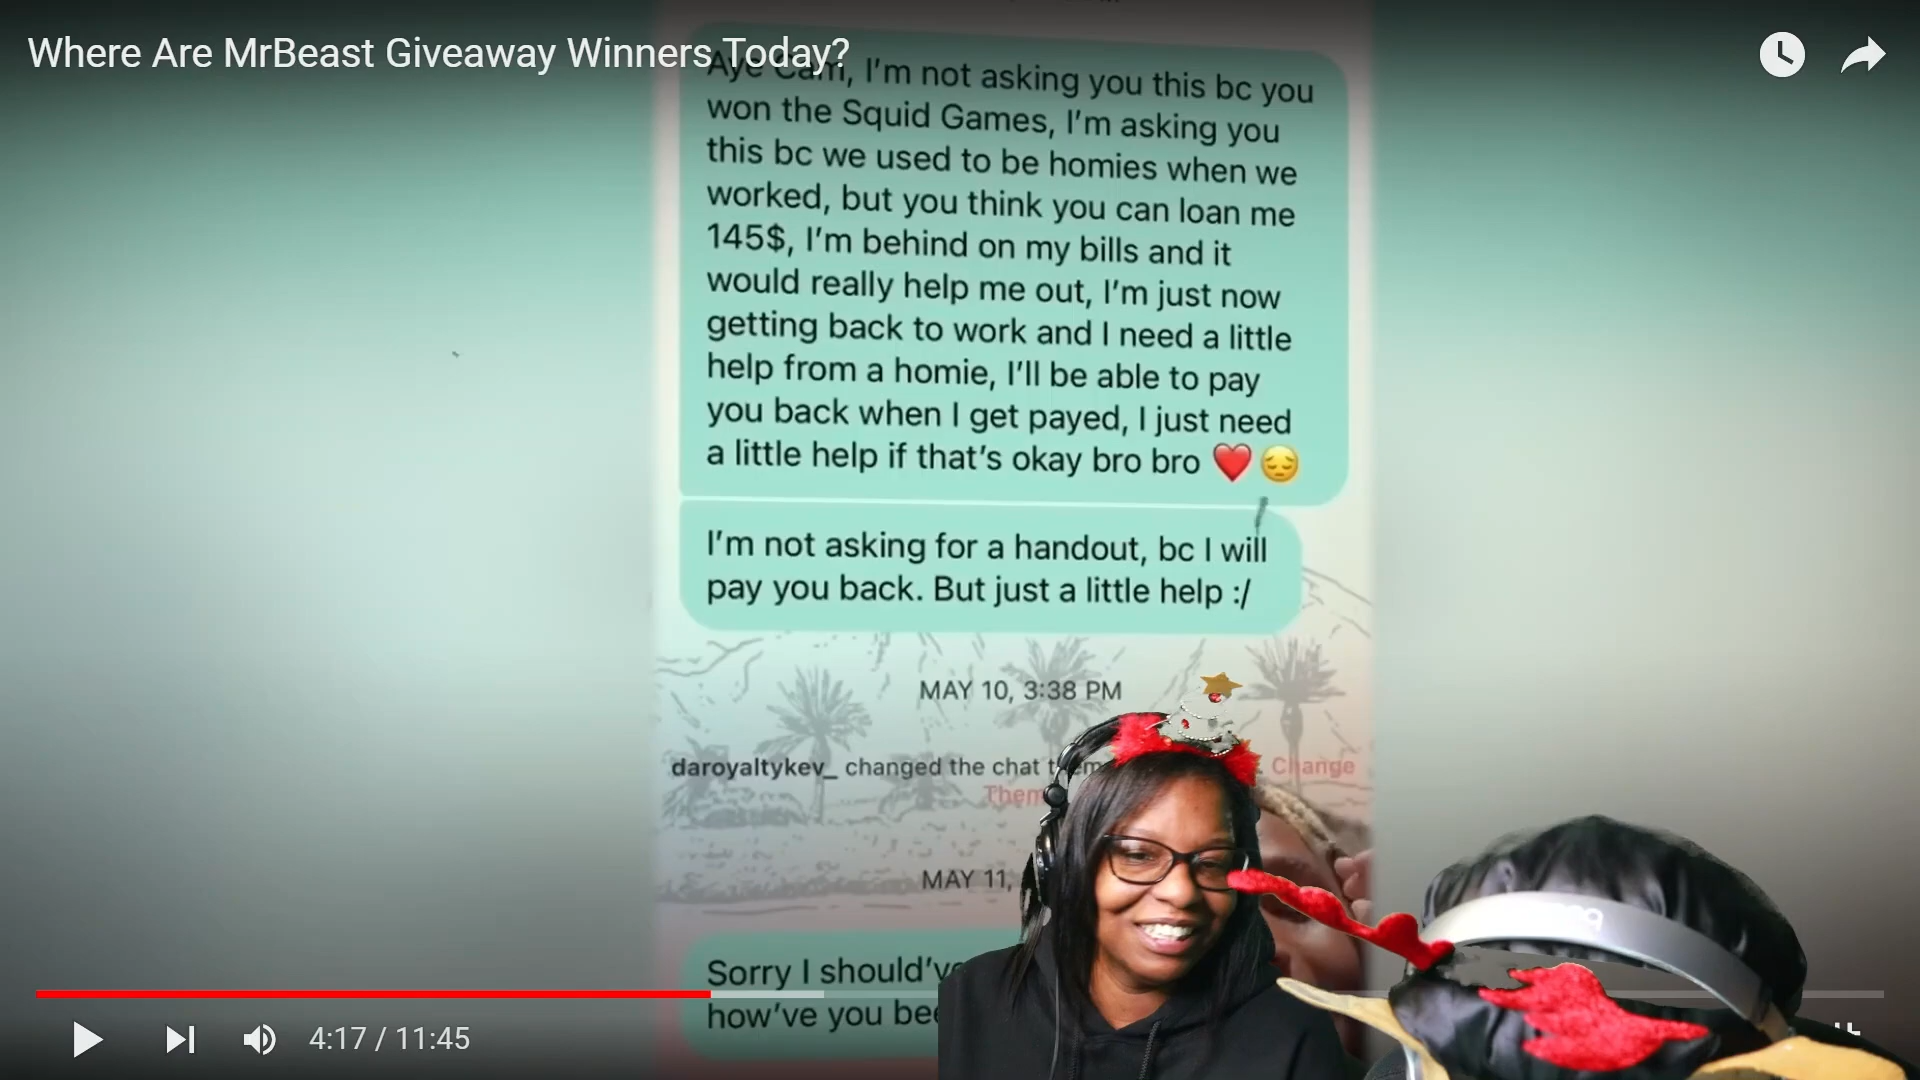 Where Are MrBeast Giveaway Winners Today?
Aye Cam, I'm not asking you this bc you
won the Squid Games, I'm asking you
this bc we used to be homies when we
worked, but you think you can loan me
145$, I'm behind on my bills and it
would really help me out, I'm just now
getting back to work and I need a little
help from a homie, I'll be able to pay
you back when I get payed, I just need
a little help if that's okay bro bro ❤️😔
I'm not asking for a handout, bc I will
pay you back. But just a little help :/
MAY 10, 3:38 PM
daroyaltykev_ changed the chat Change
MAY 11,
Sorry I should've
how've you
4:17 / 11:45